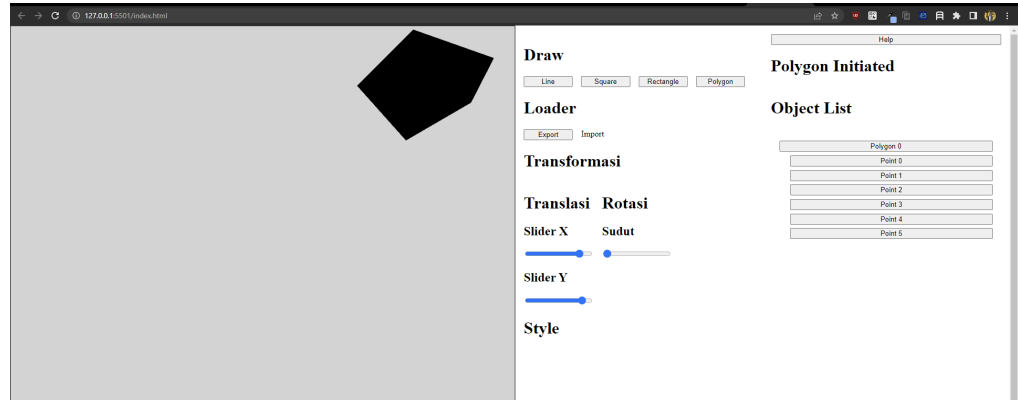 127.0.0.1:5501/index.html
Draw
Line Square Rectangle Polygon
Loader
Export Import
Transformasi
Translasi Rotasi
Slider X Sudut
Slider Y
Style
Help
Polygon Initiated
Object List
Polygon 0
Point 0
Point 1
Point 2
Point 3
Point 4
Point 5